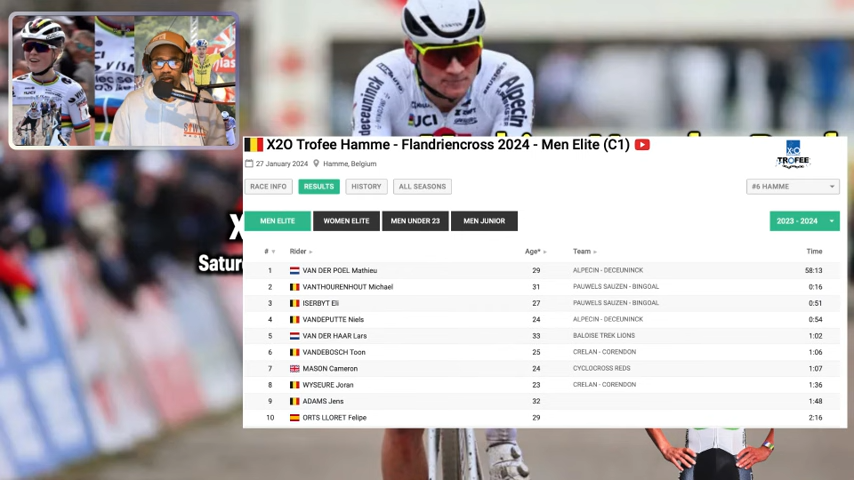 X2O Trofee Hamme - Flandriencross 2024 - Men Elite (C1)
27 January 2024 Hamme, Belgium
X2O
TROFEE
RACE INFO RESULTS HISTORY ALL SEASONS #6 HAMME
MEN ELITE WOMEN ELITE MEN UNDER 23 MEN JUNIOR 2023 - 2024
# Rider Age* Team Time
1 VAN DER POEL Mathieu 29 ALPECIN - DECEUNINCK 58:13
2 VANTHOURENHOUT Michael 31 PAUWELS SAUZEN - BINGOAL 0:16
3 ISERBYT Eli 27 PAUWELS SAUZEN - BINGOAL 0:51
4 VANDEPUTTE Niels 24 ALPECIN - DECEUNINCK 0:54
5 VAN DER HAAR Lars 33 BALOISE TREK LIONS 1:02
6 VANDEBOSCH Toon 25 CRELAN - CORENDON 1:06
7 MASON Cameron 24 CYCLOCROSS REDS 1:07
8 WYSEURE Joran 23 CRELAN - CORENDON 1:36
9 ADAMS Jens 32 1:48
10 ORTS LLORET Felipe 29 2:16
X
Satur
deceuninck
UCI
Alpecin